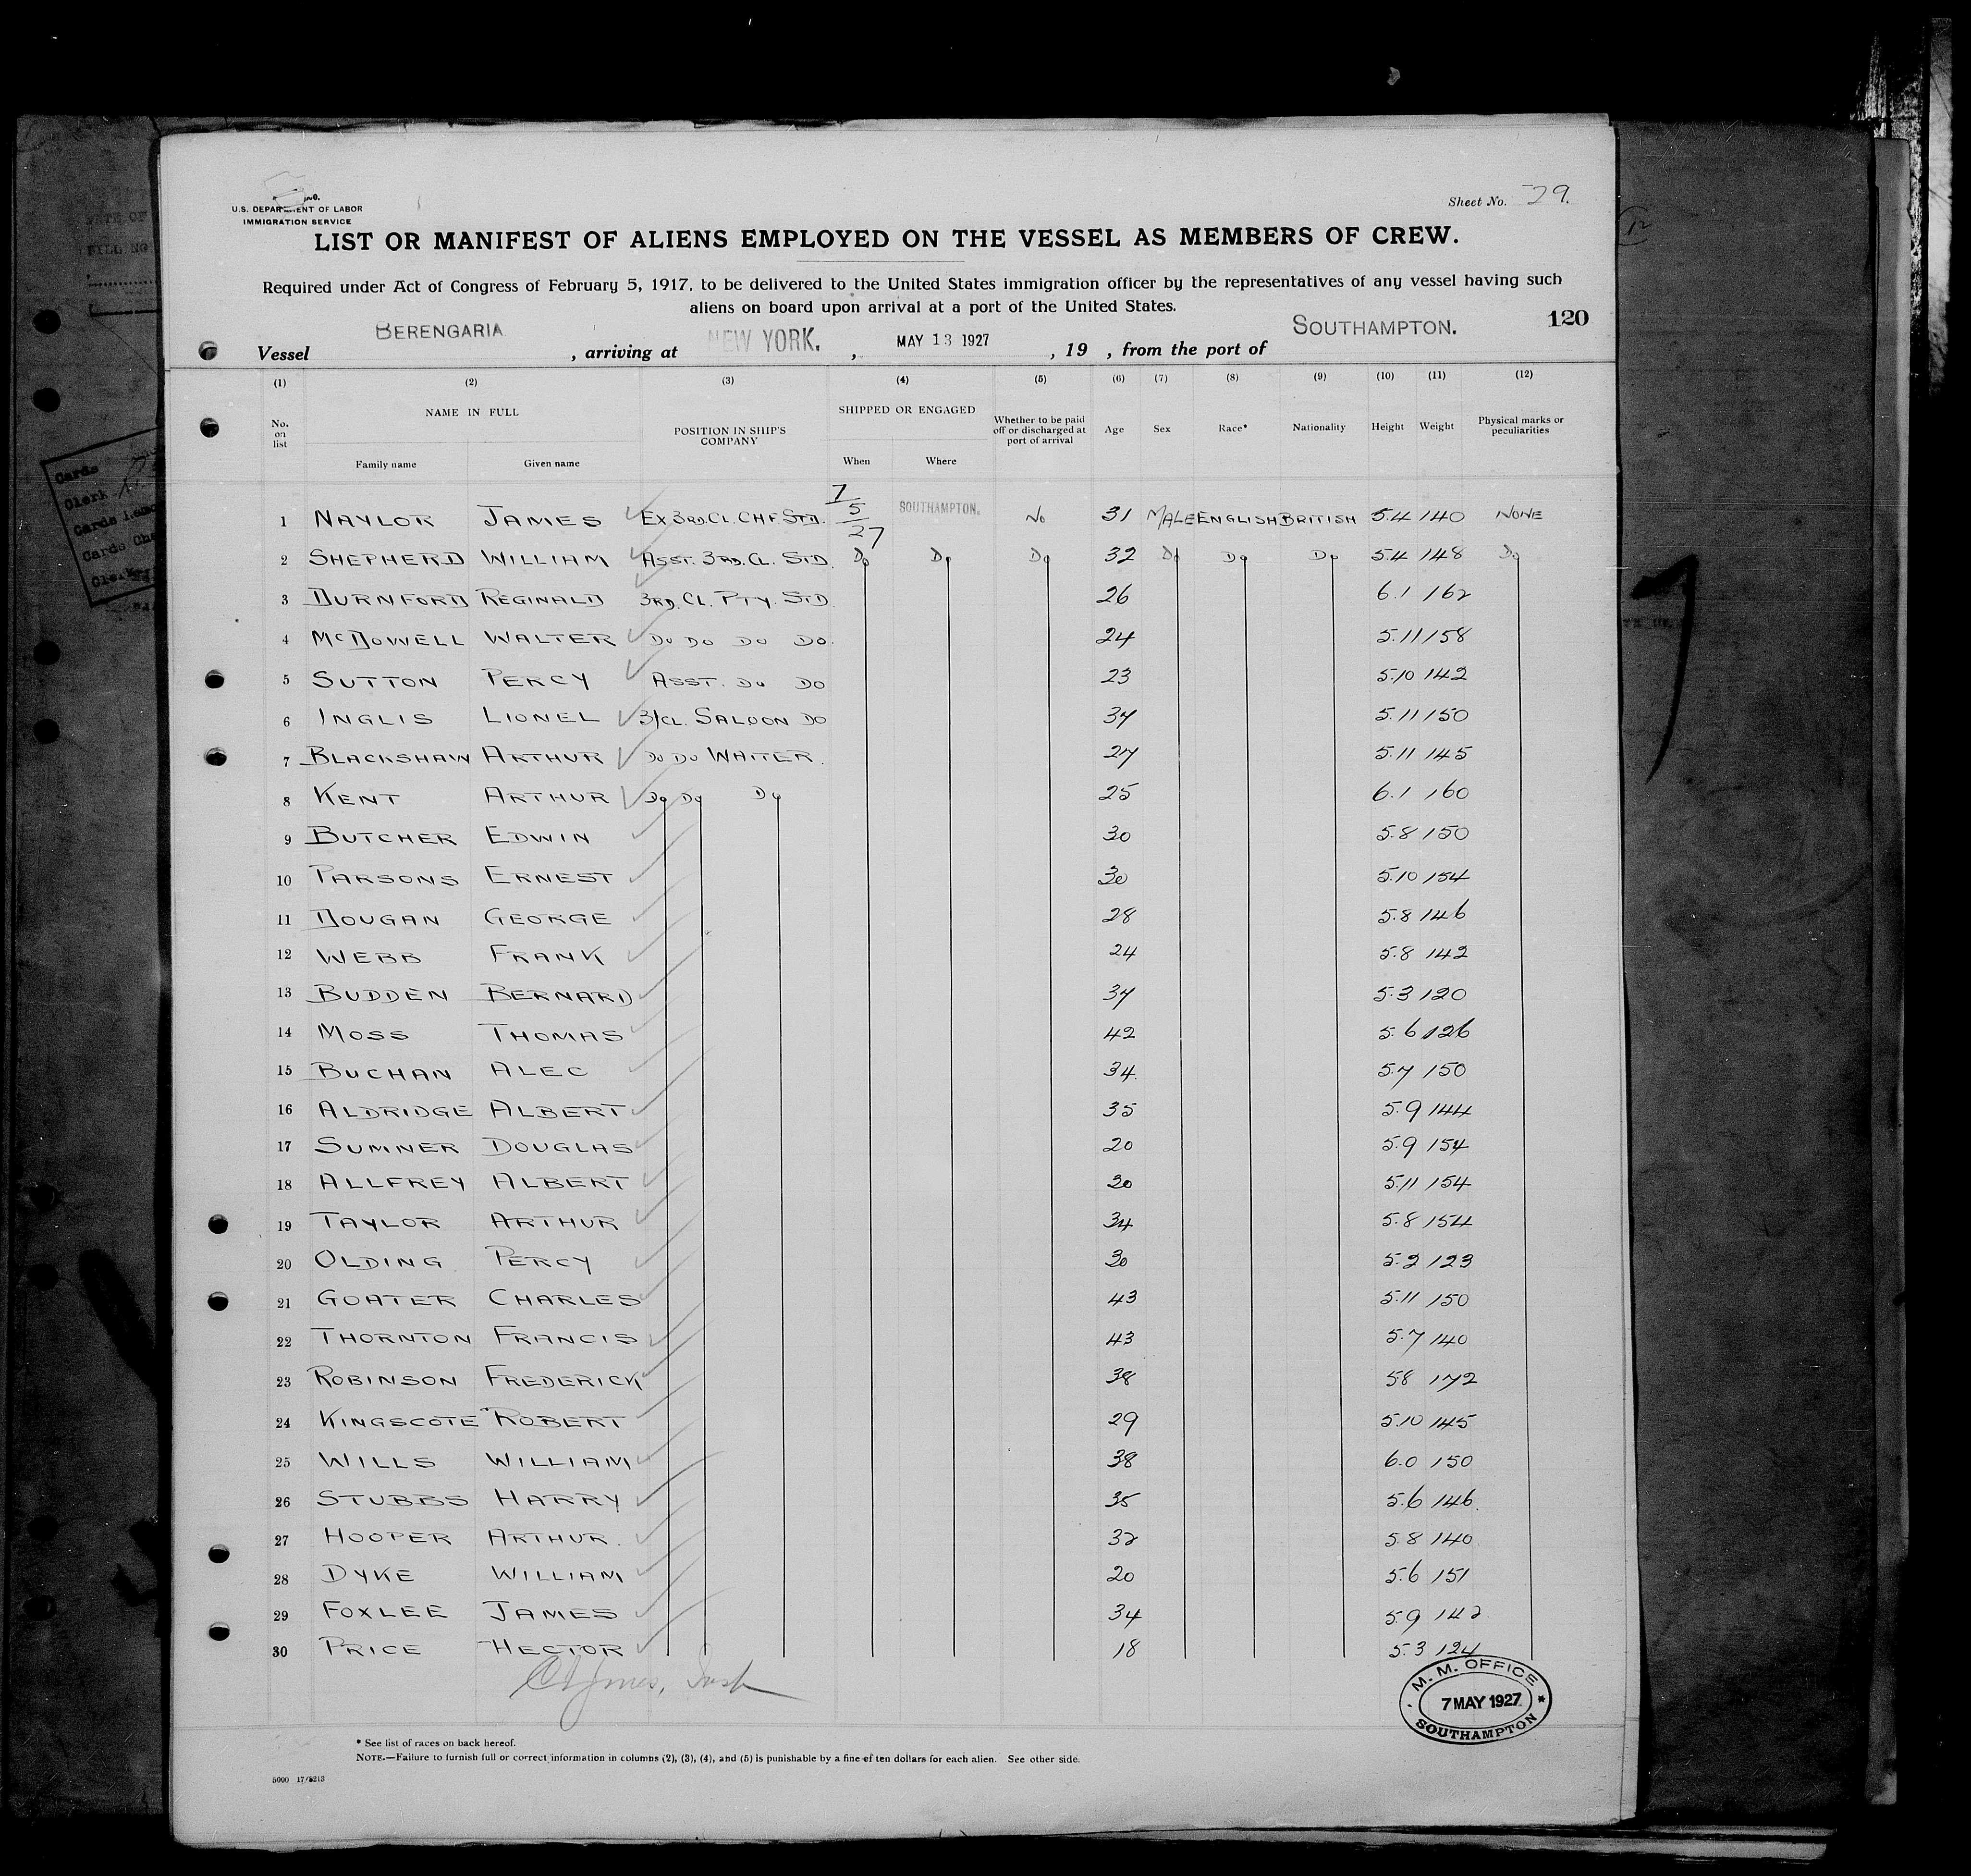 U.S. DEPARTMENT OF LABOR
IMMIGRATION SERVICE
Sheet No. 29.
LIST OR MANIFEST OF ALIENS EMPLOYED ON THE VESSEL AS MEMBERS OF CREW.
Required under Act of Congress of February 5, 1917, to be delivered to the United States immigration officer by the representatives of any vessel having such
aliens on board upon arrival at a port of the United States.
120
Vessel BERENGARIA, arriving at NEW YORK., MAY 13 1927, 19 , from the port of SOUTHAMPTON.
(1) (2) (3) (4) (5) (6) (7) (8) (9) (10) (11) (12)
No. on list NAME IN FULL Family name Given name POSITION IN SHIP'S COMPANY SHIPPED OR ENGAGED When Where Whether to be paid off or discharged at port of arrival Age Sex Race* Nationality Height Weight Physical marks or peculiarities
1 NAYLOR JAMES EX 3RD. CL. CHF. STD. 7/5/27 SOUTHAMPTON. NO 31 MALE ENGLISH BRITISH 5.4 140 NONE
2 SHEPHERD WILLIAM ASST. 3RD. CL. STD. DO DO DO 32 DO DO DO 5.4 148 DO
3 DURNFORD REGINALD 3RD. CL. PTY. STD. 26 6.1 162
4 MCDOWELL WALTER DO DO DO DO. 24 5.11 158
5 SUTTON PERCY ASST. DO DO 23 5.10 142
6 INGLIS LIONEL 3/CL. SALOON DO 37 5.11 150
7 BLACKSHAW ARTHUR DO DO WAITER. 27 5.11 145
8 KENT ARTHUR DO DO DO 25 6.1 160
9 BUTCHER EDWIN 30 5.8 150
10 PARSONS ERNEST 30 5.10 154
11 DOUGAN GEORGE 28 5.8 146
12 WEBB FRANK 24 5.8 142
13 BUDDEN BERNARD 37 5.3 120
14 MOSS THOMAS 42 5.6 126
15 BUCHAN ALEC 34. 5.7 150
16 ALDRIDGE ALBERT 35 5.9 144
17 SUMNER DOUGLAS 20 5.9 154
18 ALLFREY ALBERT 30 5.11 154
19 TAYLOR ARTHUR 34 5.8 154
20 OLDING PERCY 30 5.2 123
21 GOATER CHARLES 43 5.11 150
22 THORNTON FRANCIS 43 5.7 140
23 ROBINSON FREDERICK 38 58 172
24 KINGSCOTE ROBERT 29 5.10 145
25 WILLS WILLIAM 38 6.0 150
26 STUBBS HARRY 35 5.6 146.
27 HOOPER ARTHUR. 32 5.8 140
28 DYKE WILLIAM 20 5.6 151
29 FOXLEE JAMES 34 5.9 142
30 PRICE HECTOR 18 5.3 124
M. M. OFFICE
7 MAY 1927
SOUTHAMPTON
* See list of races on back hereof.
NOTE.—Failure to furnish full or correct information in columns (2), (3), (4), and (5) is punishable by a fine of ten dollars for each alien. See other side.
5000 17/5213